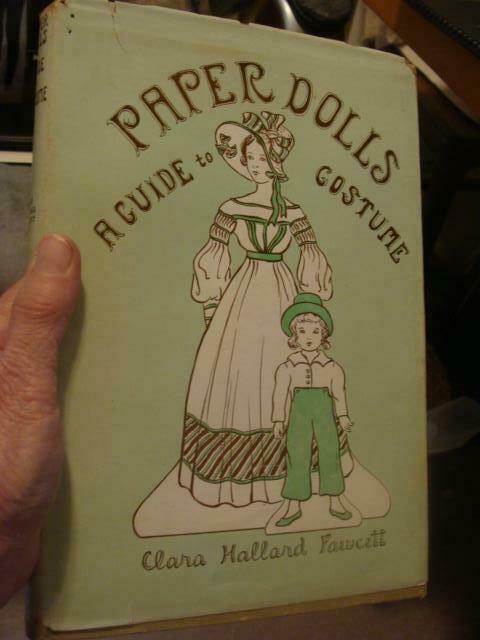 PAPER DOLLS
A GUIDE to COSTUME
Clara Hallard Fawcett